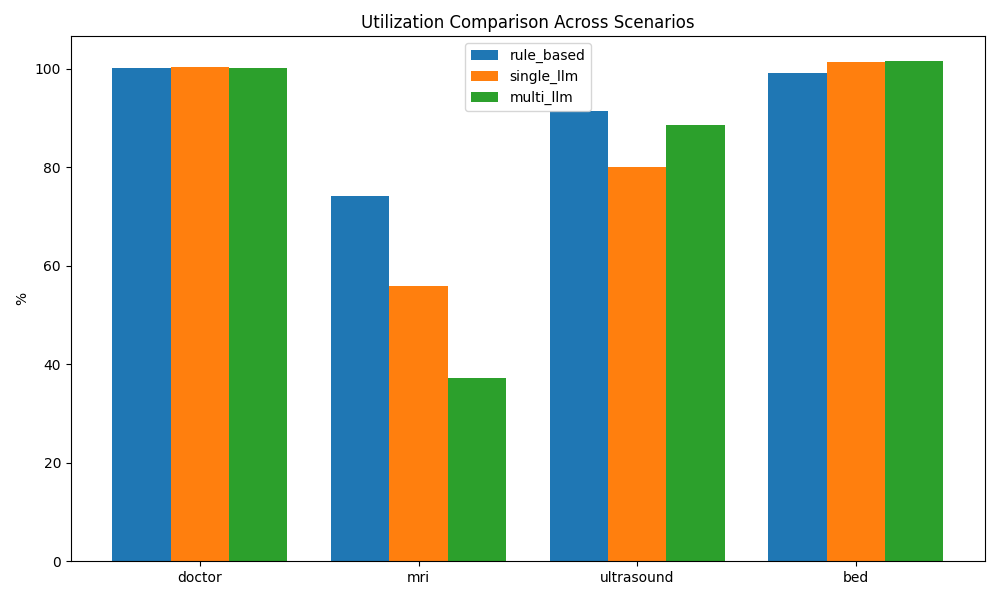 Utilization Comparison Across Scenarios
rule_based
single_llm
multi_llm
%
100
80
60
40
20
0
doctor
mri
ultrasound
bed